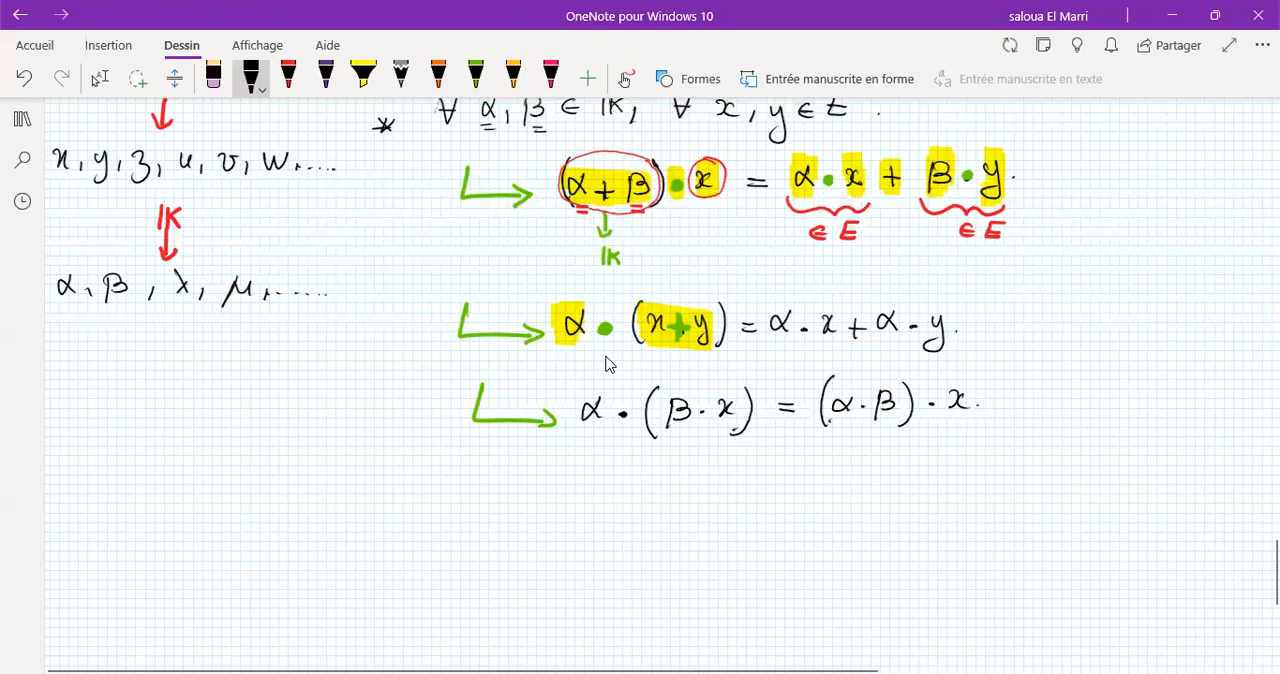 OneNote pour Windows 10
saloua El Marri
Accueil Insertion Dessin Affichage Aide
Partager
Formes Entrée manuscrite en forme Entrée manuscrite en texte
* ∀ α, β ∈ IK, ∀ x, y ∈ E.
x, y, z, u, v, w, ....
(α + β) • x = α • x + β • y.
∈ E ∈ E
IK
IK
α, β, λ, μ, ......
α • (x + y) = α • x + α • y.
α • (β • x) = (α • β) • x.